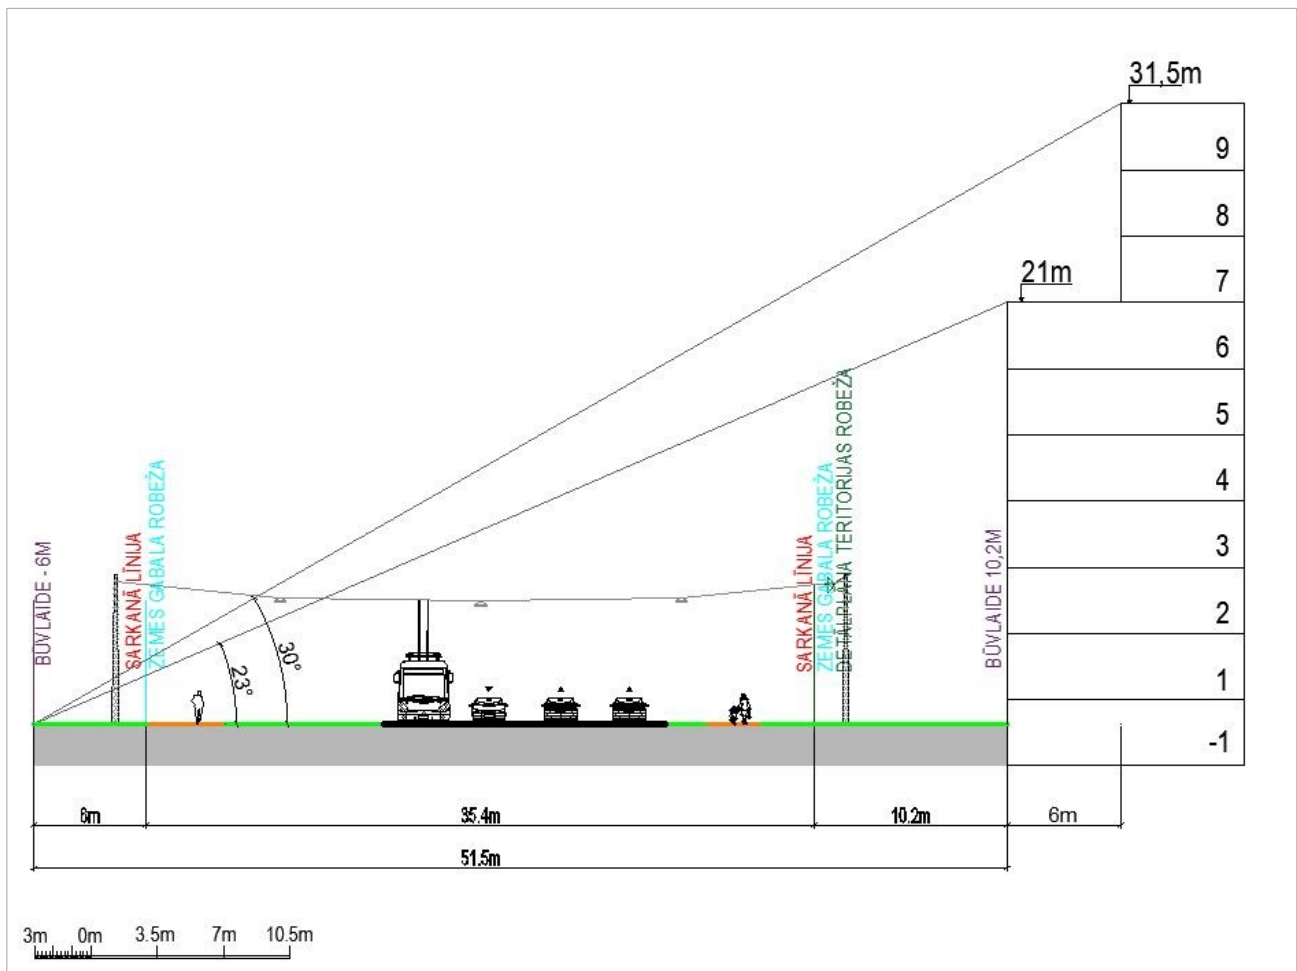 31,5m
9
8
7
21m
6
5
4
3
2
1
-1
BŪVLAIDE - 6M
SARKANĀ LĪNIJA
ZEMES GABALA ROBEŽA
30°
23°
SARKANĀ LĪNIJA
ZEMES GABALA ROBEŽA
DETĀLPLĀNA TERITORIJAS ROBEŽA
BŪVLAIDE 10,2M
6m
35.4m
10.2m
6m
51.5m
3m 0m 3.5m 7m 10.5m